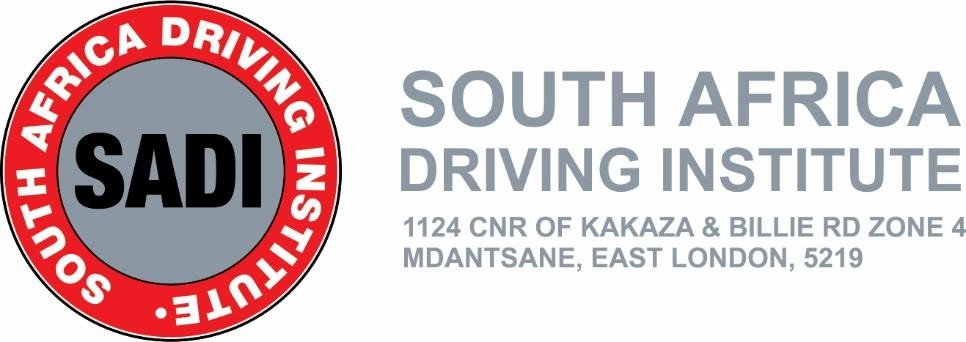 SOUTH AFRICA DRIVING INSTITUTE •
SADI
SOUTH AFRICA
DRIVING INSTITUTE
1124 CNR OF KAKAZA & BILLIE RD ZONE 4
MDANTSANE, EAST LONDON, 5219